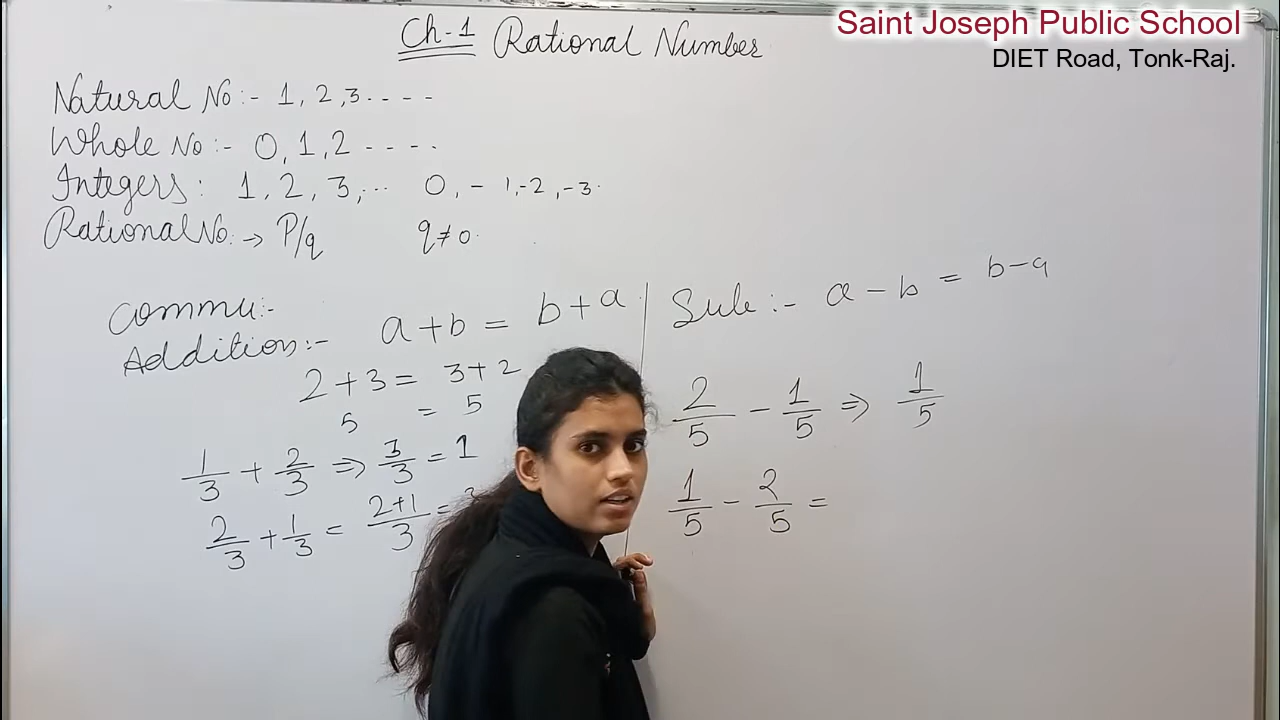 Saint Joseph Public School
DIET Road, Tonk-Raj.
Ch-1 Rational Number
Natural No:- 1, 2, 3 ----
Whole No:- 0, 1, 2 ----
Integers: 1, 2, 3, ... 0, -1, -2, -3.
Rational No. → P/q q≠0.
Commu:-
Addition:- a+b = b+a
2+3 = 3+2
5 = 5
1/3 + 2/3 ⇒ 3/3 = 1
2/3 + 1/3 = 2+1/3 =
Sub:- a-b = b-a
2/5 - 1/5 ⇒ 1/5
1/5 - 2/5 =